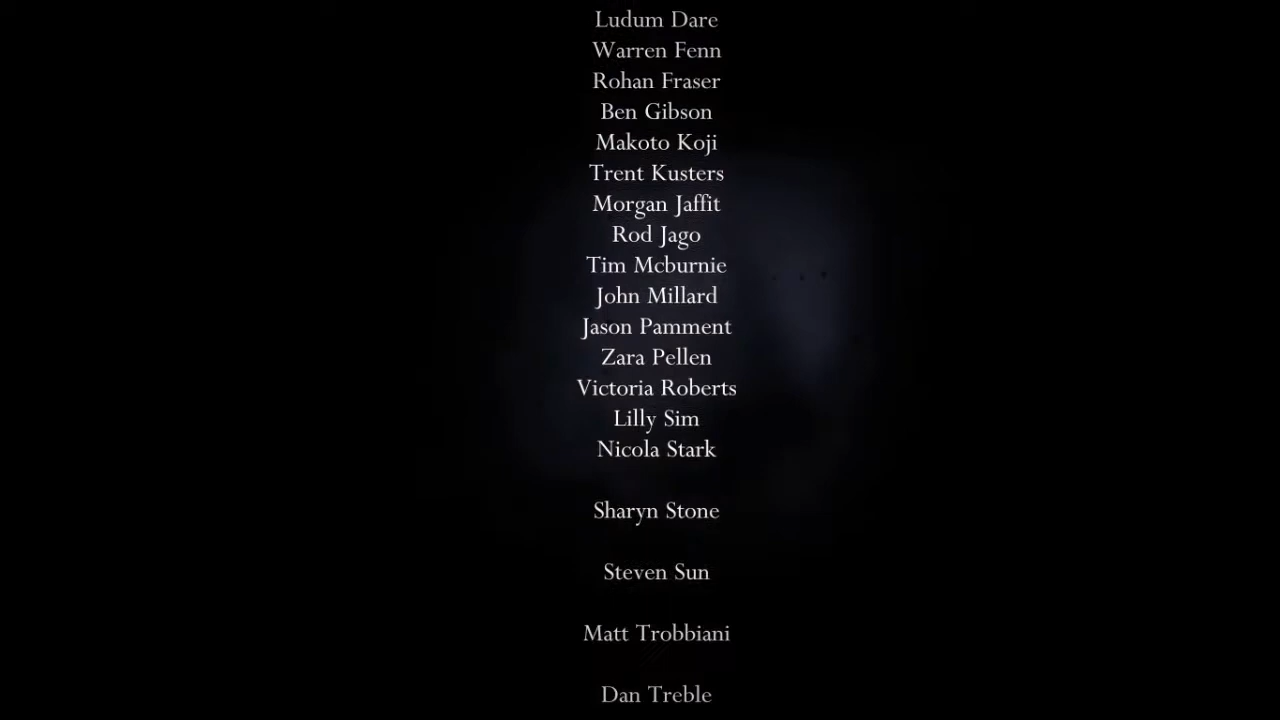 Ludum Dare
Warren Fenn
Rohan Fraser
Ben Gibson
Makoto Koji
Trent Kusters
Morgan Jaffit
Rod Jago
Tim Mcburnie
John Millard
Jason Pamment
Zara Pellen
Victoria Roberts
Lilly Sim
Nicola Stark
Sharyn Stone
Steven Sun
Matt Trobbiani
Dan Treble